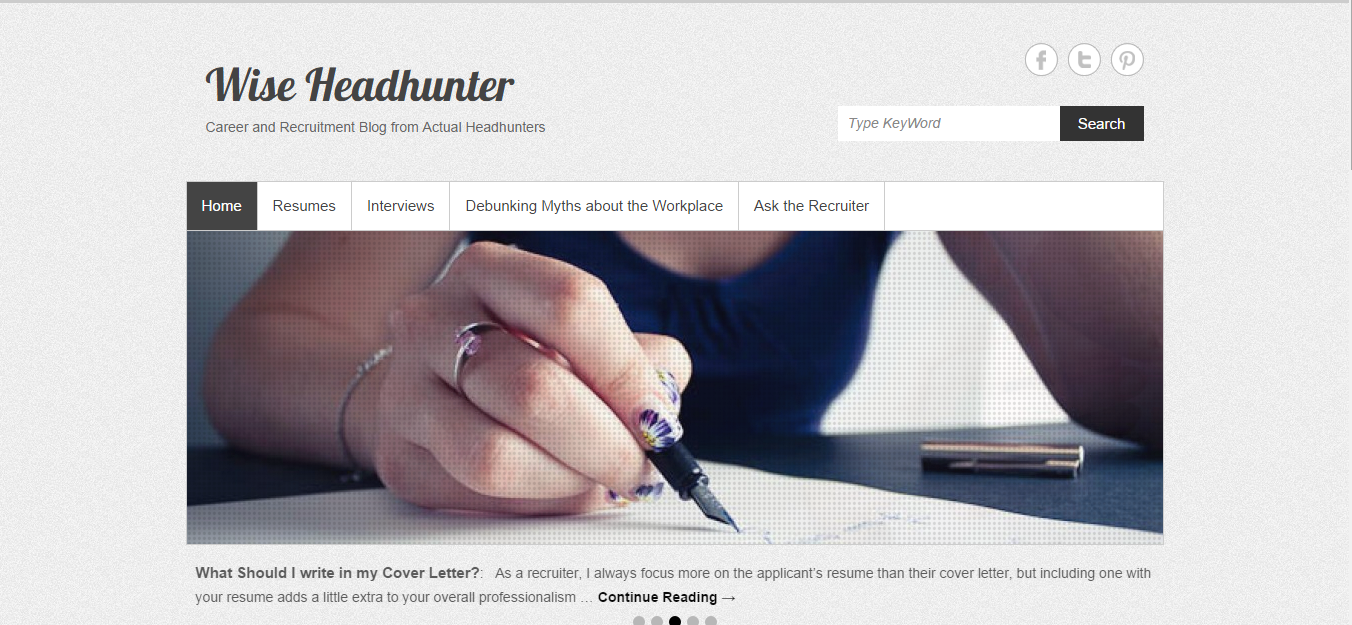 Wise Headhunter
Career and Recruitment Blog from Actual Headhunters
Type KeyWord
Search
Home
Resumes
Interviews
Debunking Myths about the Workplace
Ask the Recruiter
What Should I write in my Cover Letter?: As a recruiter, I always focus more on the applicant’s resume than their cover letter, but including one with
your resume adds a little extra to your overall professionalism … Continue Reading →